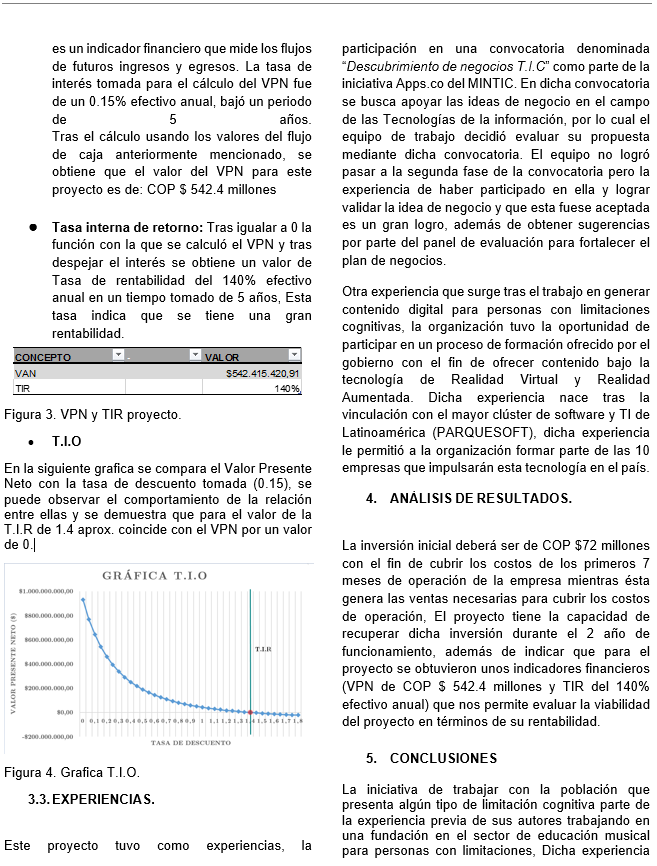 es un indicador financiero que mide los flujos
de futuros ingresos y egresos. La tasa de
interés tomada para el cálculo del VPN fue
de un 0.15% efectivo anual, bajó un periodo
de 5 años.
Tras el cálculo usando los valores del flujo
de caja anteriormente mencionado, se
obtiene que el valor del VPN para este
proyecto es de: COP $ 542.4 millones
● Tasa interna de retorno: Tras igualar a 0 la
función con la que se calculó el VPN y tras
despejar el interés se obtiene un valor de
Tasa de rentabilidad del 140% efectivo
anual en un tiempo tomado de 5 años, Esta
tasa indica que se tiene una gran
rentabilidad.
CONCEPTO . VALOR
VAN $542.415.420,91
TIR 140%
Figura 3. VPN y TIR proyecto.
• T.I.O
En la siguiente grafica se compara el Valor Presente
Neto con la tasa de descuento tomada (0.15), se
puede observar el comportamiento de la relación
entre ellas y se demuestra que para el valor de la
T.I.R de 1.4 aprox. coincide con el VPN por un valor
de 0.
GRÁFICA T.I.O
VALOR PRESENTE NETO ($)
$1.000.000.000,00
$800.000.000,00
$600.000.000,00
$400.000.000,00
$200.000.000,00
$0,00
-$200.000.000,00
T.I.R
0 0,10,20,30,40,50,60,70,80,9 1 1,11,21,31,41,51,61,71,8
TASA DE DESCUENTO
Figura 4. Grafica T.I.O.
3.3. EXPERIENCIAS.
Este proyecto tuvo como experiencias, la
participación en una convocatoria denominada
“Descubrimiento de negocios T.I.C” como parte de la
iniciativa Apps.co del MINTIC. En dicha convocatoria
se busca apoyar las ideas de negocio en el campo
de las Tecnologías de la información, por lo cual el
equipo de trabajo decidió evaluar su propuesta
mediante dicha convocatoria. El equipo no logró
pasar a la segunda fase de la convocatoria pero la
experiencia de haber participado en ella y lograr
validar la idea de negocio y que esta fuese aceptada
es un gran logro, además de obtener sugerencias
por parte del panel de evaluación para fortalecer el
plan de negocios.
Otra experiencia que surge tras el trabajo en generar
contenido digital para personas con limitaciones
cognitivas, la organización tuvo la oportunidad de
participar en un proceso de formación ofrecido por el
gobierno con el fin de ofrecer contenido bajo la
tecnología de Realidad Virtual y Realidad
Aumentada. Dicha experiencia nace tras la
vinculación con el mayor clúster de software y TI de
Latinoamérica (PARQUESOFT), dicha experiencia
le permitió a la organización formar parte de las 10
empresas que impulsarán esta tecnología en el país.
4. ANÁLISIS DE RESULTADOS.
La inversión inicial deberá ser de COP $72 millones
con el fin de cubrir los costos de los primeros 7
meses de operación de la empresa mientras ésta
genera las ventas necesarias para cubrir los costos
de operación, El proyecto tiene la capacidad de
recuperar dicha inversión durante el 2 año de
funcionamiento, además de indicar que para el
proyecto se obtuvieron unos indicadores financieros
(VPN de COP $ 542.4 millones y TIR del 140%
efectivo anual) que nos permite evaluar la viabilidad
del proyecto en términos de su rentabilidad.
5. CONCLUSIONES
La iniciativa de trabajar con la población que
presenta algún tipo de limitación cognitiva parte de
la experiencia previa de sus autores trabajando en
una fundación en el sector de educación musical
para personas con limitaciones, Dicha experiencia